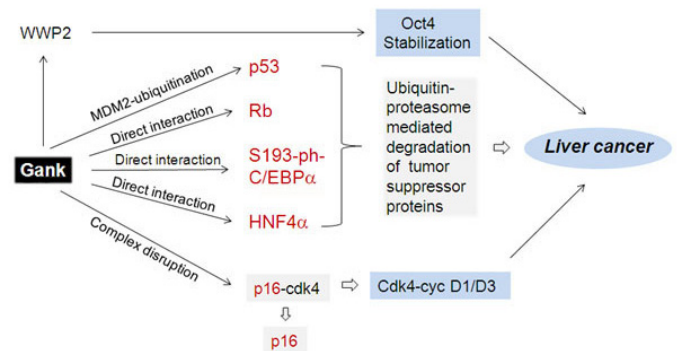 WWP2
Oct4
Stabilization
MDM2-ubiquitination
p53
Direct interaction
Rb
Direct interaction
S193-ph-
C/EBPα
Direct interaction
HNF4α
Gank
Ubiquitin-
proteasome
mediated
degradation
of tumor
suppressor
proteins
Liver cancer
Complex disruption
p16-cdk4
Cdk4-cyc D1/D3
p16